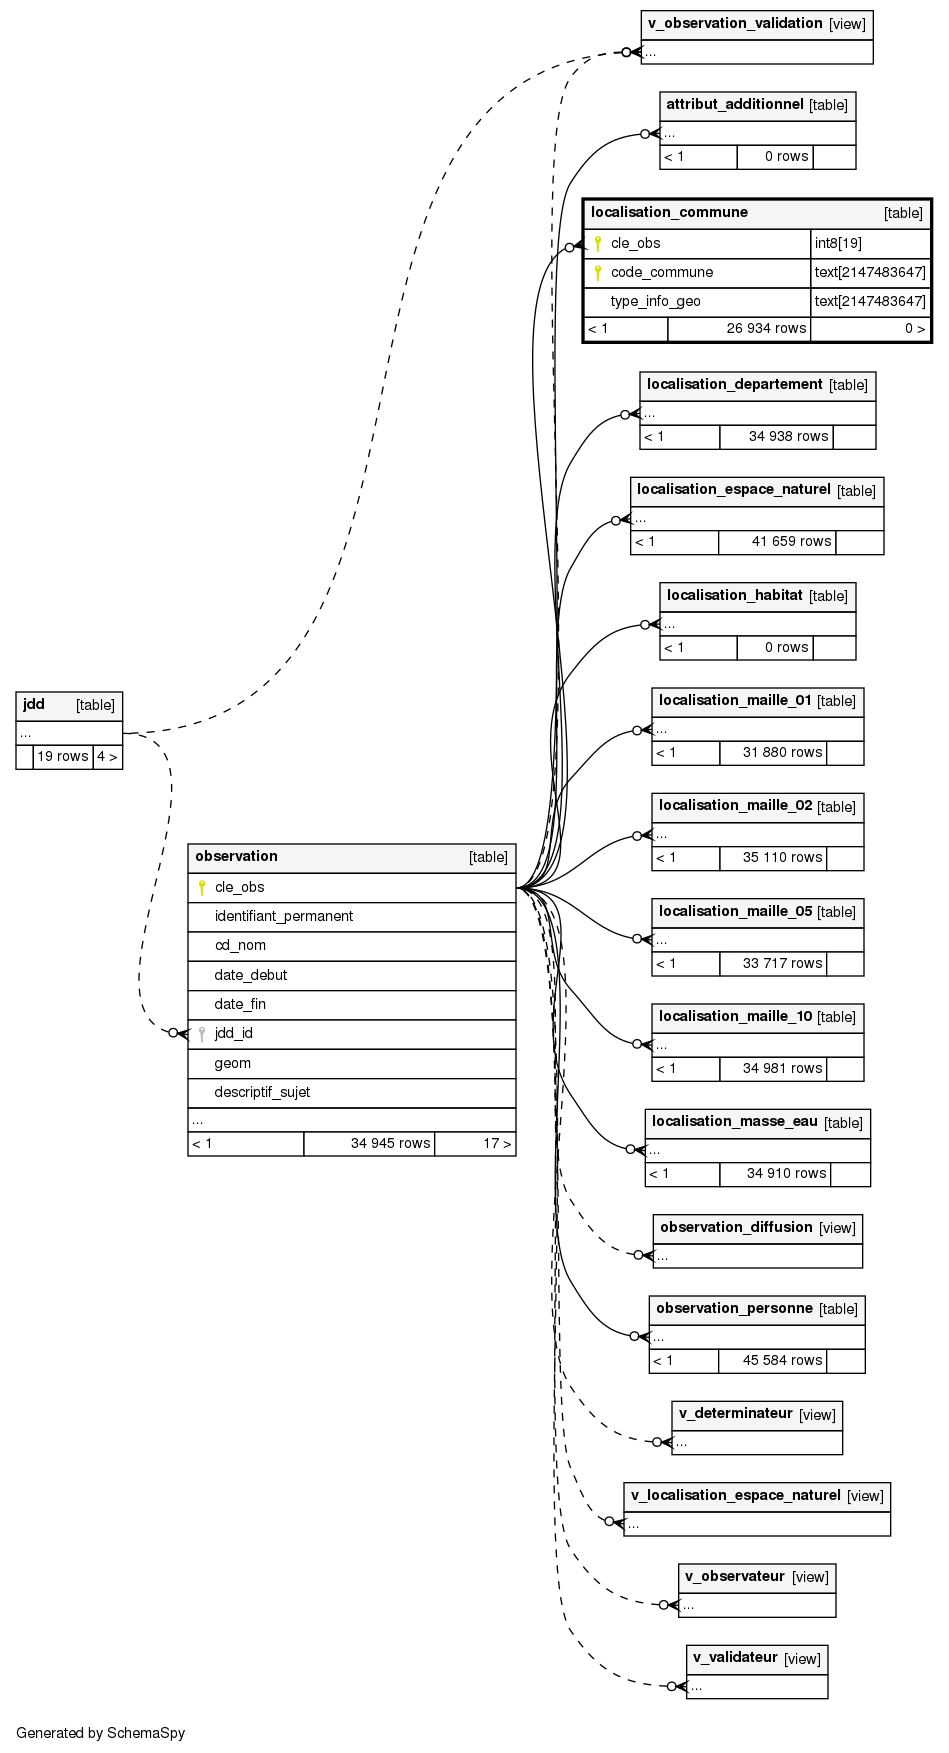 v_observation_validation [view]
...
attribut_additionnel [table]
...
< 1 0 rows
localisation_commune [table]
cle_obs int8[19]
code_commune text[2147483647]
type_info_geo text[2147483647]
< 1 26 934 rows 0 >
localisation_departement [table]
...
< 1 34 938 rows
localisation_espace_naturel [table]
...
< 1 41 659 rows
localisation_habitat [table]
...
< 1 0 rows
localisation_maille_01 [table]
...
< 1 31 880 rows
jdd [table]
...
19 rows 4 >
localisation_maille_02 [table]
...
< 1 35 110 rows
observation [table]
cle_obs
identifiant_permanent
cd_nom
date_debut
date_fin
jdd_id
geom
descriptif_sujet
...
< 1 34 945 rows 17 >
localisation_maille_05 [table]
...
< 1 33 717 rows
localisation_maille_10 [table]
...
< 1 34 981 rows
localisation_masse_eau [table]
...
< 1 34 910 rows
observation_diffusion [view]
...
observation_personne [table]
...
< 1 45 584 rows
v_determinateur [view]
...
v_localisation_espace_naturel [view]
...
v_observateur [view]
...
v_validateur [view]
...
Generated by SchemaSpy